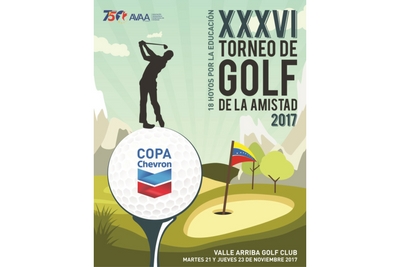 75
AVAA
18 HOYOS POR LA EDUCACIÓN
XXXVI
TORNEO DE
GOLF
DE LA AMISTAD
2017
COPA
Chevron
VALLE ARRIBA GOLF CLUB
MARTES 21 Y JUEVES 23 DE NOVIEMBRE 2017